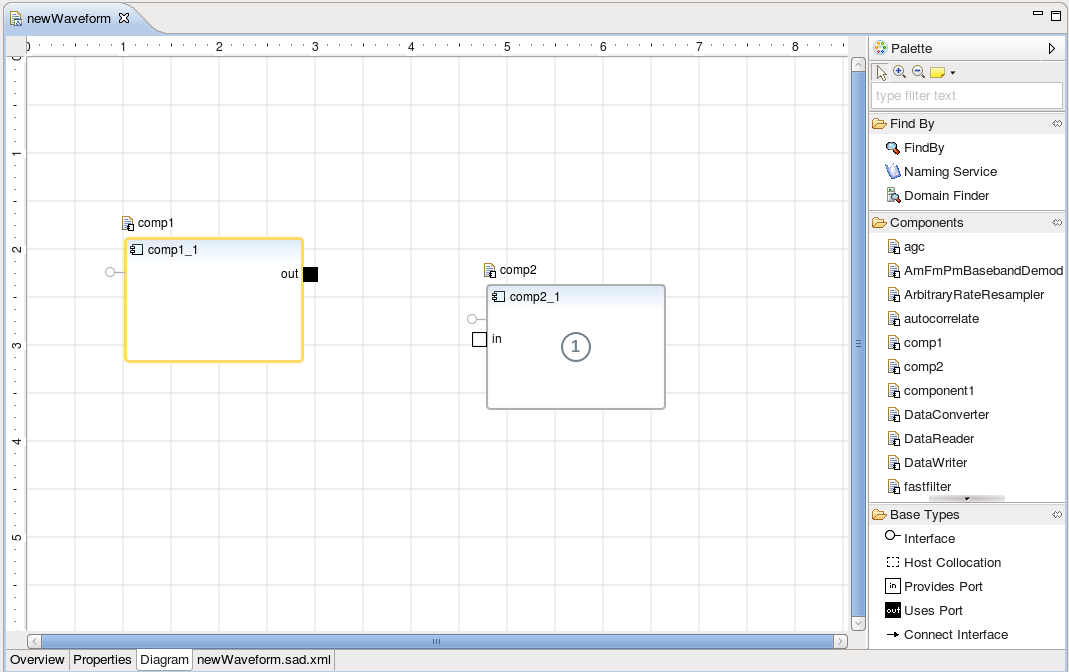 newWaveform
0 1 2 3 4 5 6 7 8
Palette
type filter text
Find By
FindBy
Naming Service
Domain Finder
Components
agc
AmFmPmBasebandDemod
ArbitraryRateResampler
autocorrelate
comp1
comp2
component1
DataConverter
DataReader
DataWriter
fastfilter
Base Types
Interface
in
Host Collocation
Provides Port
out
Uses Port
Connect Interface
0
1
2
3
4
5
comp1
comp1_1
out
comp2
comp2_1
in
1
Overview Properties Diagram newWaveform.sad.xml